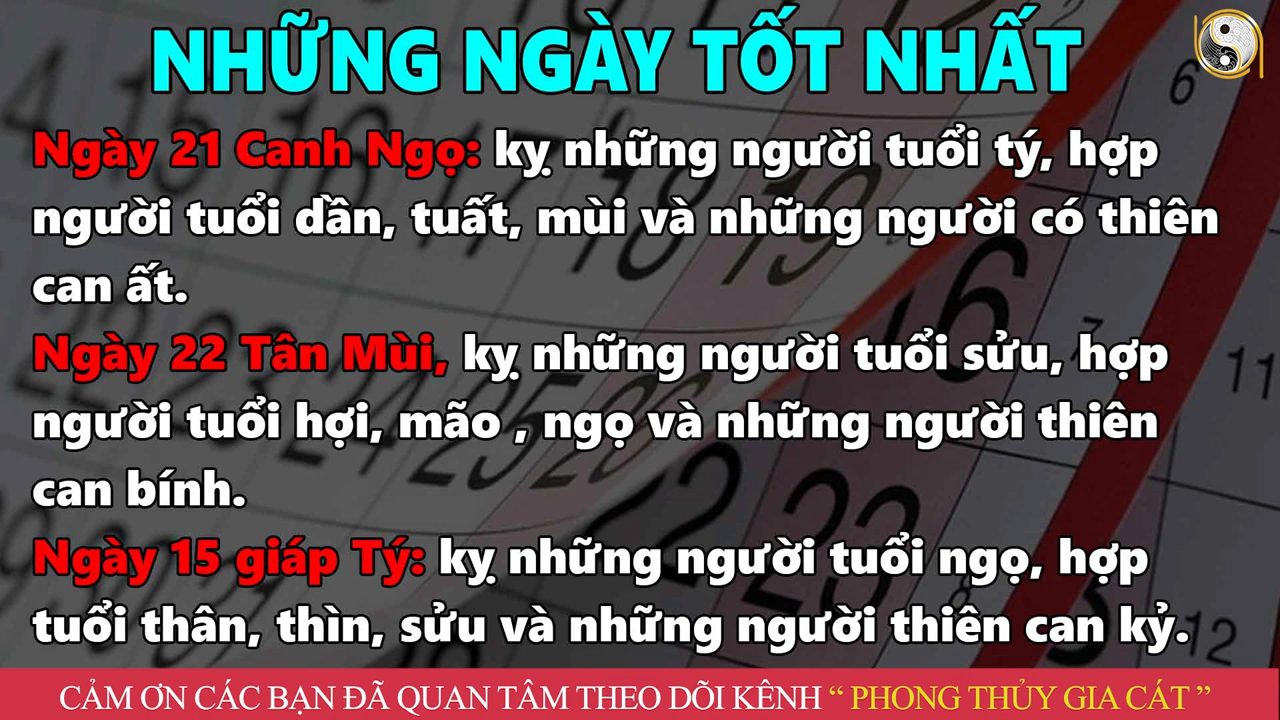 NHỮNG NGÀY TỐT NHẤT
Ngày 21 Canh Ngọ: kỵ những người tuổi tý, hợp
người tuổi dần, tuất, mùi và những người có thiên
can ất.
Ngày 22 Tân Mùi, kỵ những người tuổi sửu, hợp
người tuổi hợi, mão , ngọ và những người thiên
can bính.
Ngày 15 giáp Tý: kỵ những người tuổi ngọ, hợp
tuổi thân, thìn, sửu và những người thiên can kỷ.
CẢM ƠN CÁC BẠN ĐÃ QUAN TÂM THEO DÕI KÊNH “ PHONG THỦY GIA CÁT ”